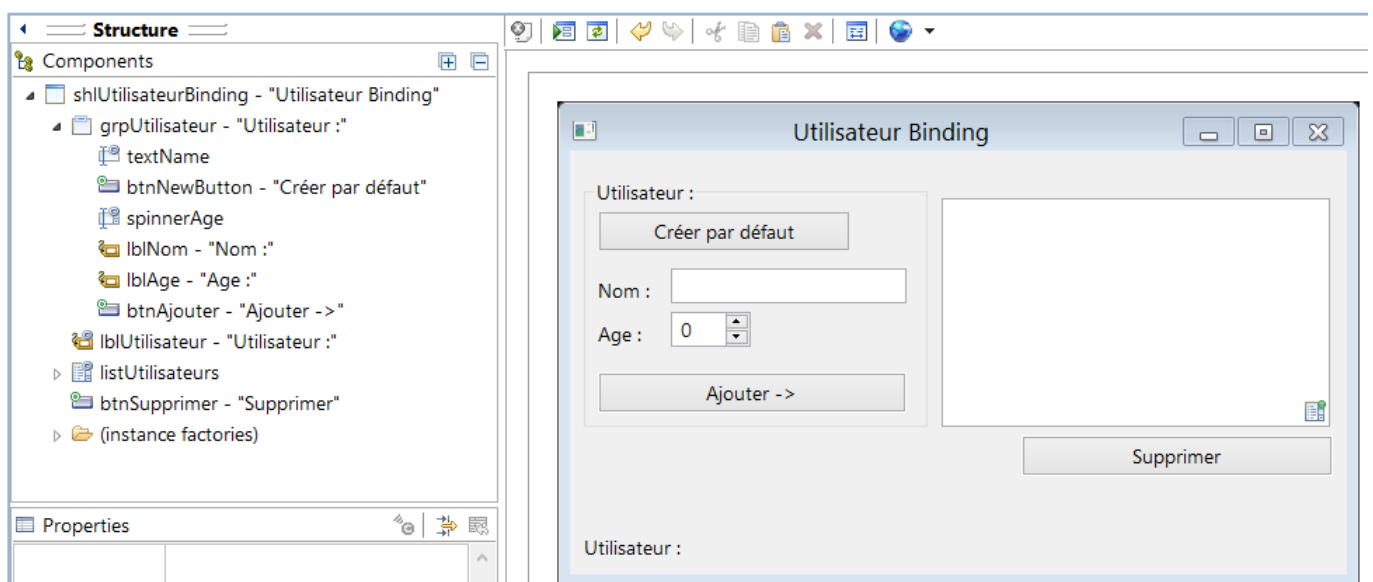 Structure
Components
shlUtilisateurBinding - "Utilisateur Binding"
grpUtilisateur - "Utilisateur :"
textName
btnNewButton - "Créer par défaut"
spinnerAge
lblNom - "Nom :"
lblAge - "Age :"
btnAjouter - "Ajouter ->"
lblUtilisateur - "Utilisateur :"
listUtilisateurs
btnSupprimer - "Supprimer"
(instance factories)
Properties
Utilisateur Binding
Utilisateur :
Créer par défaut
Nom :
Age :
0
Ajouter ->
Supprimer
Utilisateur :